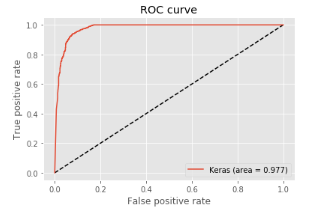 ROC curve
1.0
0.8
0.6
0.4
0.2
0.0
True positive rate
Keras (area = 0.977)
0.0 0.2 0.4 0.6 0.8 1.0
False positive rate